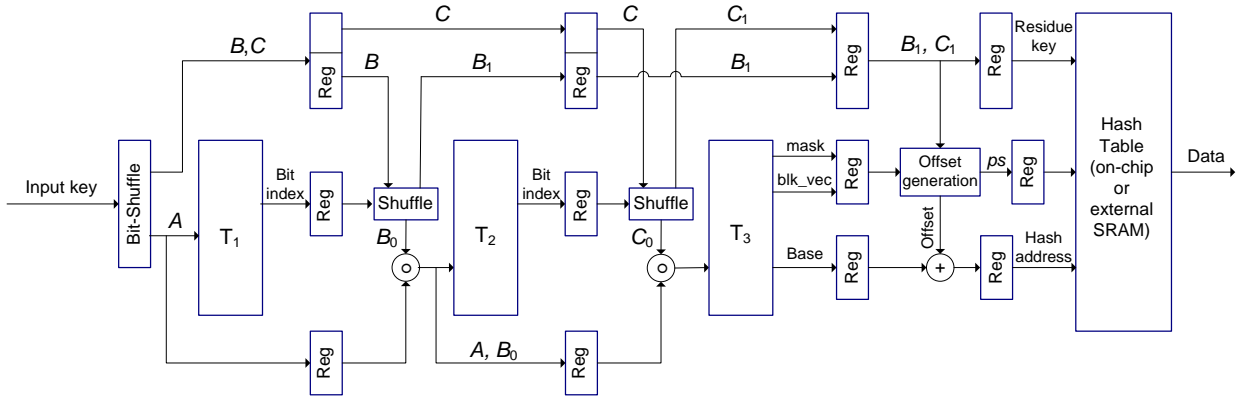 C
C
C₁
B, C
B
B₁
B₁
B₁, C₁
Residue
key
Reg
Reg
Reg
Reg
Input key
Bit-Shuffle
A
T₁
Bit
index
Reg
Shuffle
B₀
T₂
Bit
index
Reg
Shuffle
C₀
T₃
mask
blk_vec
Base
Reg
Reg
Offset
generation
Offset
ps
Reg
+
Reg
Hash
address
Hash
Table
(on-chip
or
external
SRAM)
Data
Reg
A, B₀
Reg